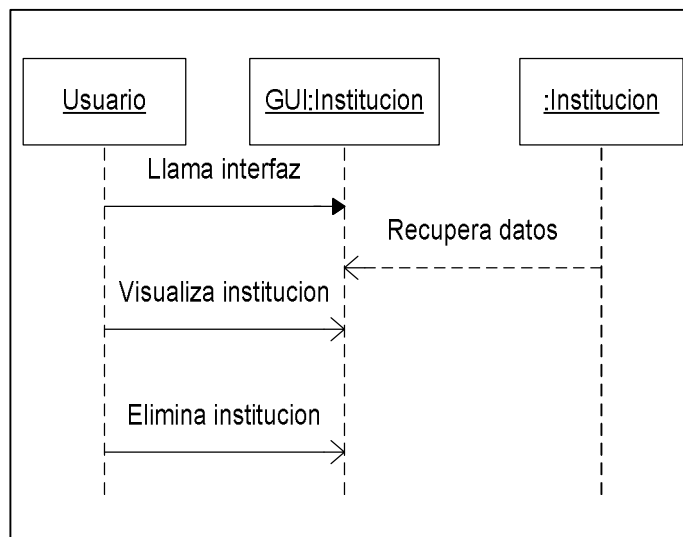 Usuario
GUI:Institucion
:Institucion
Llama interfaz
Recupera datos
Visualiza institucion
Elimina institucion